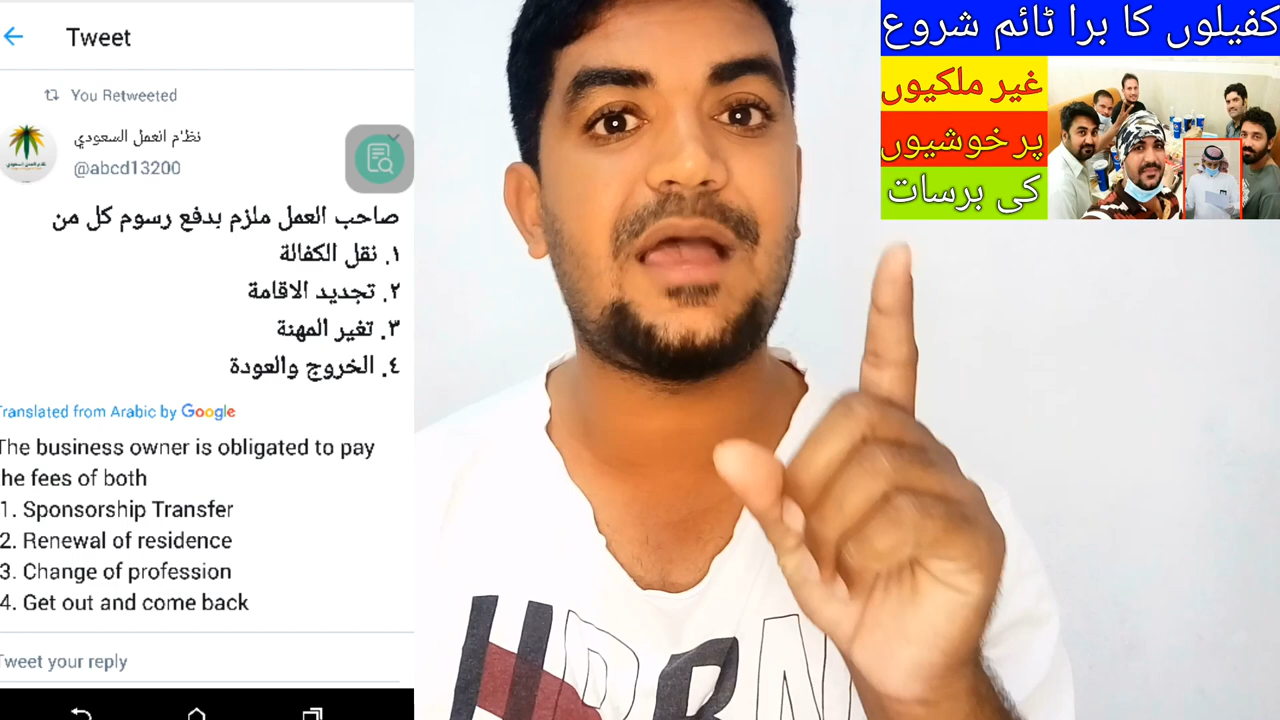 Tweet
You Retweeted
نظام العمل السعودي
@abcd13200
صاحب العمل ملزم بدفع رسوم كل من
١. نقل الكفالة
٢. تجديد الاقامة
٣. تغير المهنة
٤. الخروج والعودة
Translated from Arabic by Google
The business owner is obligated to pay
the fees of both
1. Sponsorship Transfer
2. Renewal of residence
3. Change of profession
4. Get out and come back
Tweet your reply
کفیلوں کا برا ٹائم شروع
غیر ملکیوں
پر خوشیوں
کی برسات